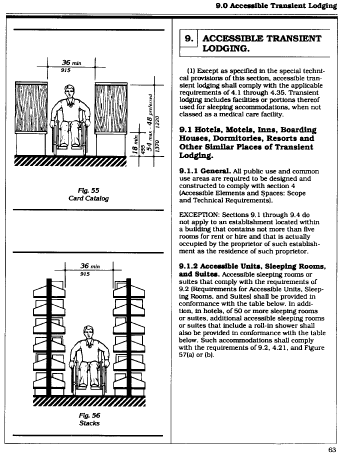 9.0 Accessible Transient Lodging
36 min
915
18 min
455
54 max
1370
48 preferred
1220
Fig. 55
Card Catalog
36 min
915
Fig. 56
Stacks
9. ACCESSIBLE TRANSIENT
LODGING.
(1) Except as specified in the special techni-
cal provisions of this section, accessible tran-
sient lodging shall comply with the applicable
requirements of 4.1 through 4.35. Transient
lodging includes facilities or portions thereof
used for sleeping accommodations, when not
classed as a medical care facility.
9.1 Hotels, Motels, Inns, Boarding
Houses, Dormitories, Resorts and
Other Similar Places of Transient
Lodging.
9.1.1 General. All public use and common
use areas are required to be designed and
constructed to comply with section 4
(Accessible Elements and Spaces: Scope
and Technical Requirements).
EXCEPTION: Sections 9.1 through 9.4 do
not apply to an establishment located within
a building that contains not more than five
rooms for rent or hire and that is actually
occupied by the proprietor of such establish-
ment as the residence of such proprietor.
9.1.2 Accessible Units, Sleeping Rooms,
and Suites. Accessible sleeping rooms or
suites that comply with the requirements of
9.2 (Requirements for Accessible Units, Sleep-
ing Rooms, and Suites) shall be provided in
conformance with the table below. In addi-
tion, in hotels, of 50 or more sleeping rooms
or suites, additional accessible sleeping rooms
or suites that include a roll-in shower shall
also be provided in conformance with the table
below. Such accommodations shall comply
with the requirements of 9.2, 4.21, and Figure
57(a) or (b).
63